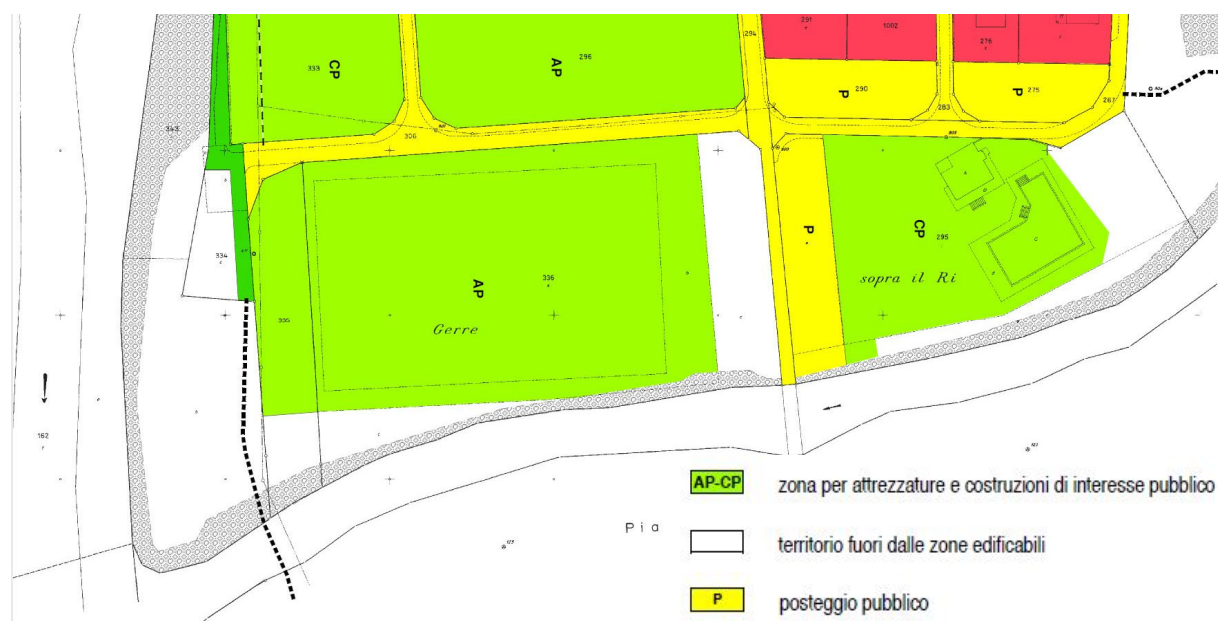 291
1002
294
276
296
333
CP
AP
P
290
P
275
267
343
283
306
334
AP
336
Gerre
305
P
CP
295
sopra il Ri
162
Pia
AP-CP zona per attrezzature e costruzioni di interesse pubblico
territorio fuori dalle zone edificabili
P posteggio pubblico